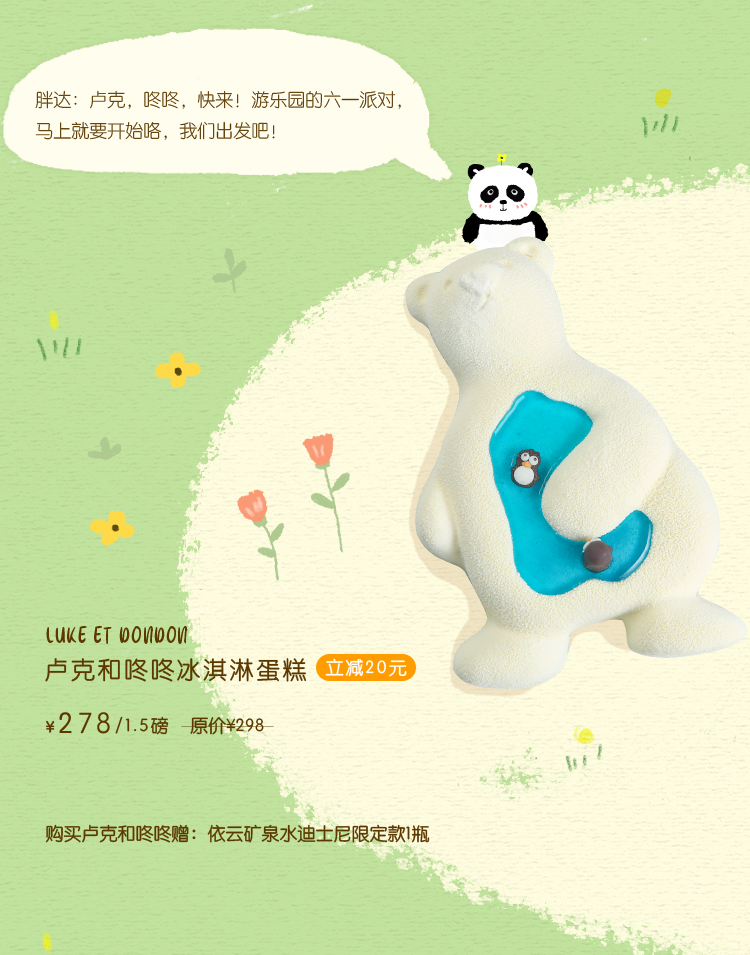 胖达：卢克，咚咚，快来！游乐园的六一派对，
马上就要开始咯，我们出发吧！
LUKE ET DONDON
卢克和咚咚冰淇淋蛋糕 立减20元
¥278/1.5磅 原价¥298
购买卢克和咚咚赠：依云矿泉水迪士尼限定款1瓶